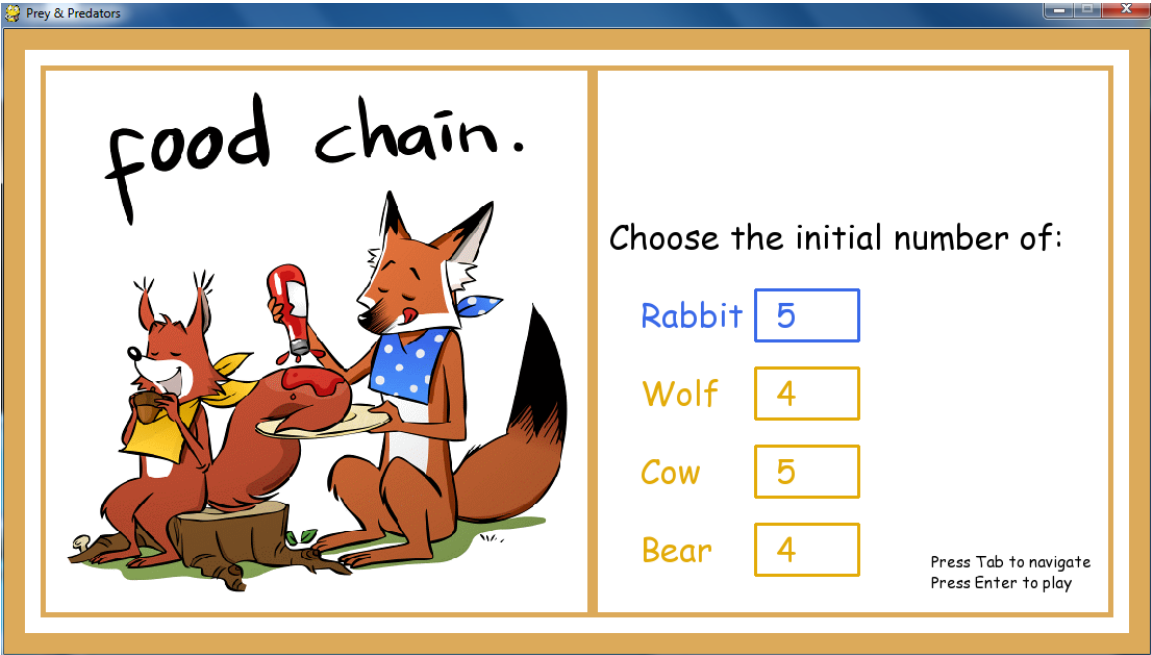 Prey & Predators
food chain.
Choose the initial number of:
Rabbit 5
Wolf 4
Cow 5
Bear 4
Press Tab to navigate
Press Enter to play